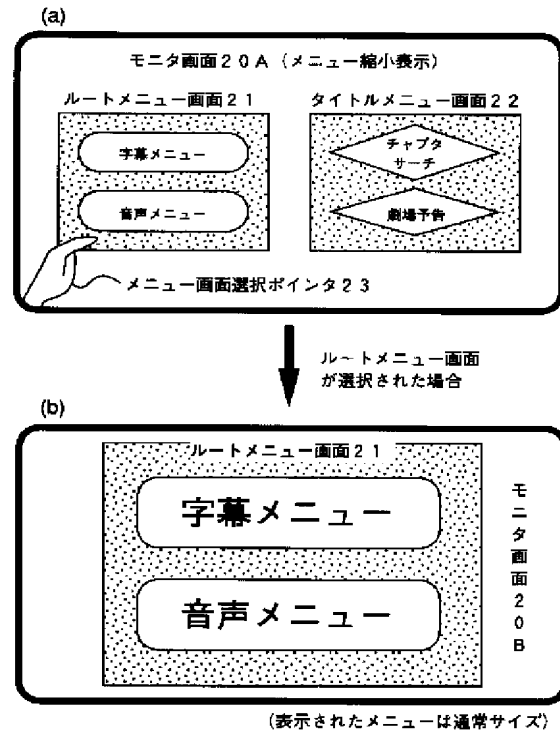 (a)
モニタ画面20A (メニュー縮小表示)
ルートメニュー画面21
タイトルメニュー画面22
字幕メニュー
音声メニュー
チャプタ
サーチ
劇場予告
メニュー画面選択ポインタ23
ルートメニュー画面
が選択された場合
(b)
ルートメニュー画面21
字幕メニュー
音声メニュー
モニタ画面20B
(表示されたメニューは通常サイズ)